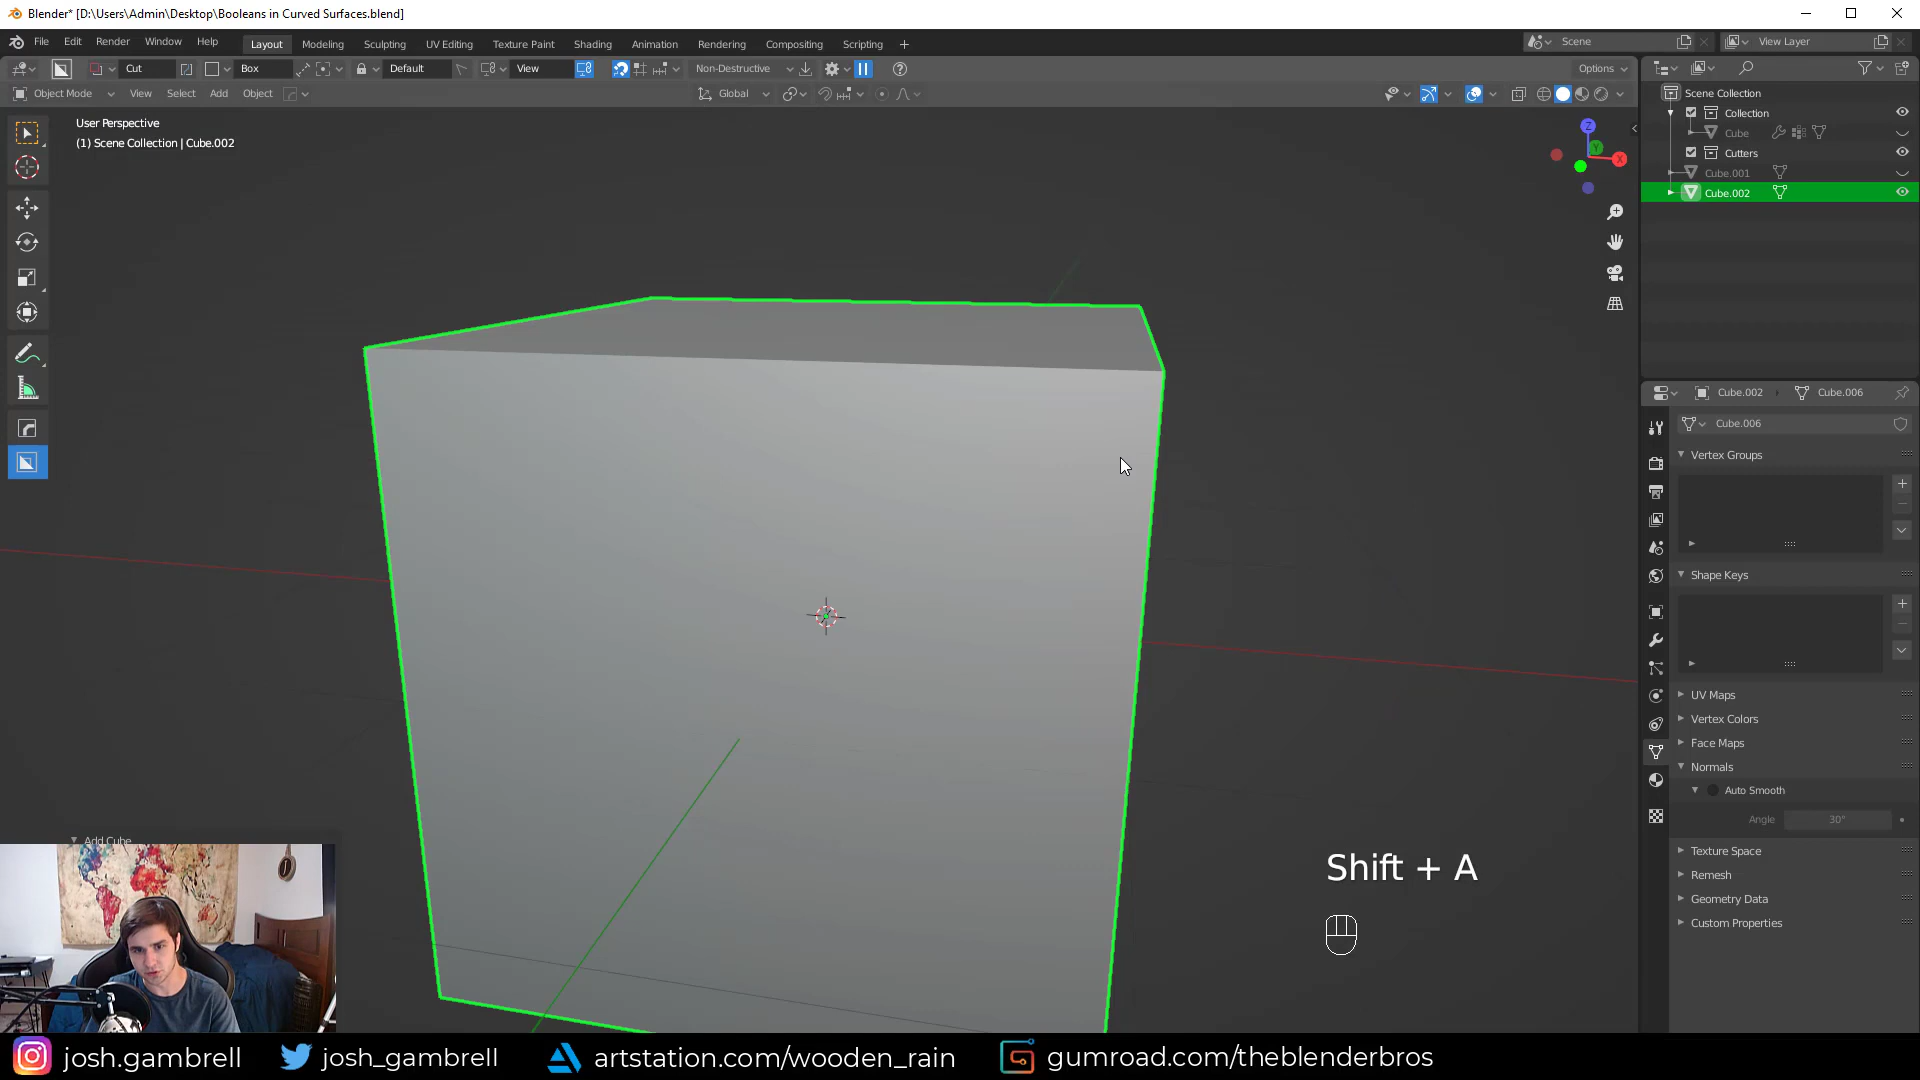 Blender* [D:\Users\Admin\Desktop\Booleans in Curved Surfaces.blend]
File Edit Render Window Help Layout Modeling Sculpting UV Editing Texture Paint Shading Animation Rendering Compositing Scripting + Scene View Layer
Cut Box Default View Non-Destructive Options
Object Mode View Select Add Object Global
User Perspective
(1) Scene Collection | Cube.002
Z
Y
X
Scene Collection
Collection
Cube
Cutters
Cube.001
Cube.002
Cube.002 Cube.006
Cube.006
Vertex Groups
Shape Keys
UV Maps
Vertex Colors
Face Maps
Normals
Auto Smooth
Angle 30°
Texture Space
Remesh
Geometry Data
Custom Properties
Add Cube
Shift + A
josh.gambrell josh_gambrell artstation.com/wooden_rain gumroad.com/theblenderbros